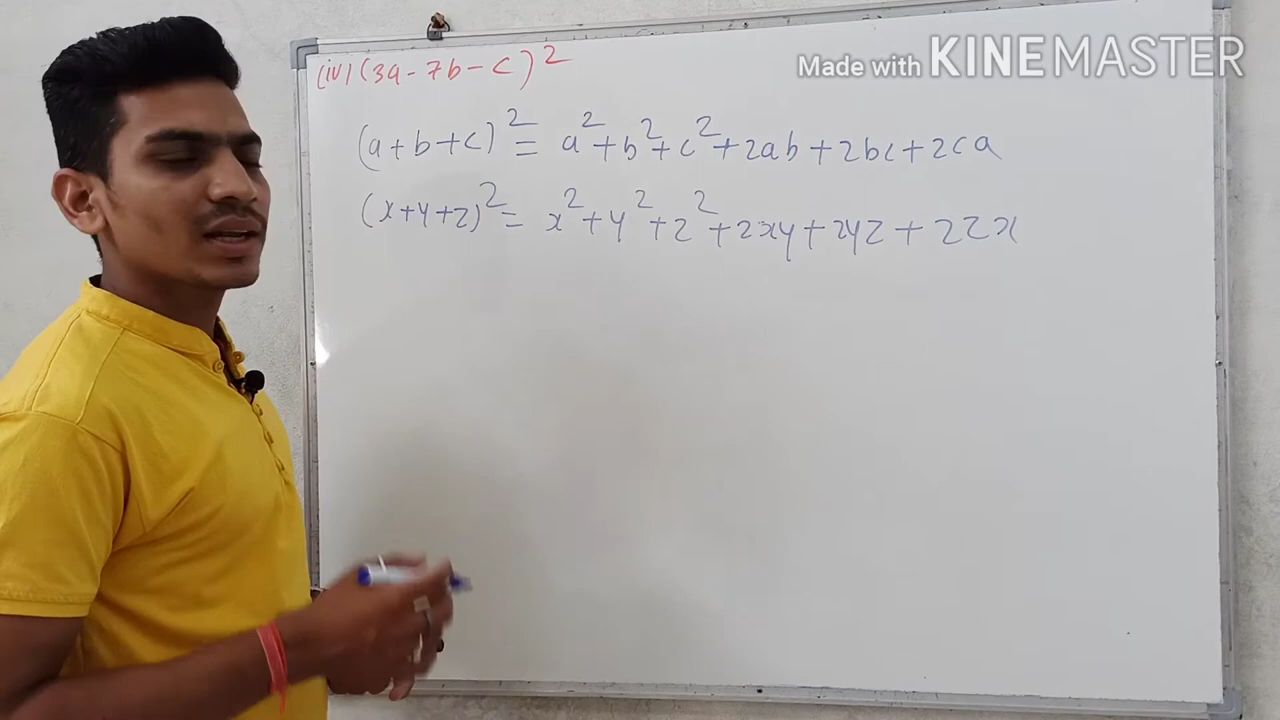 Made with KINEMASTER
(iv) (3a-7b-c)²
(a+b+c)² = a²+b²+c²+2ab+2bc+2ca
(x+y+z)² = x²+y²+z²+2xy+2yz+2zx